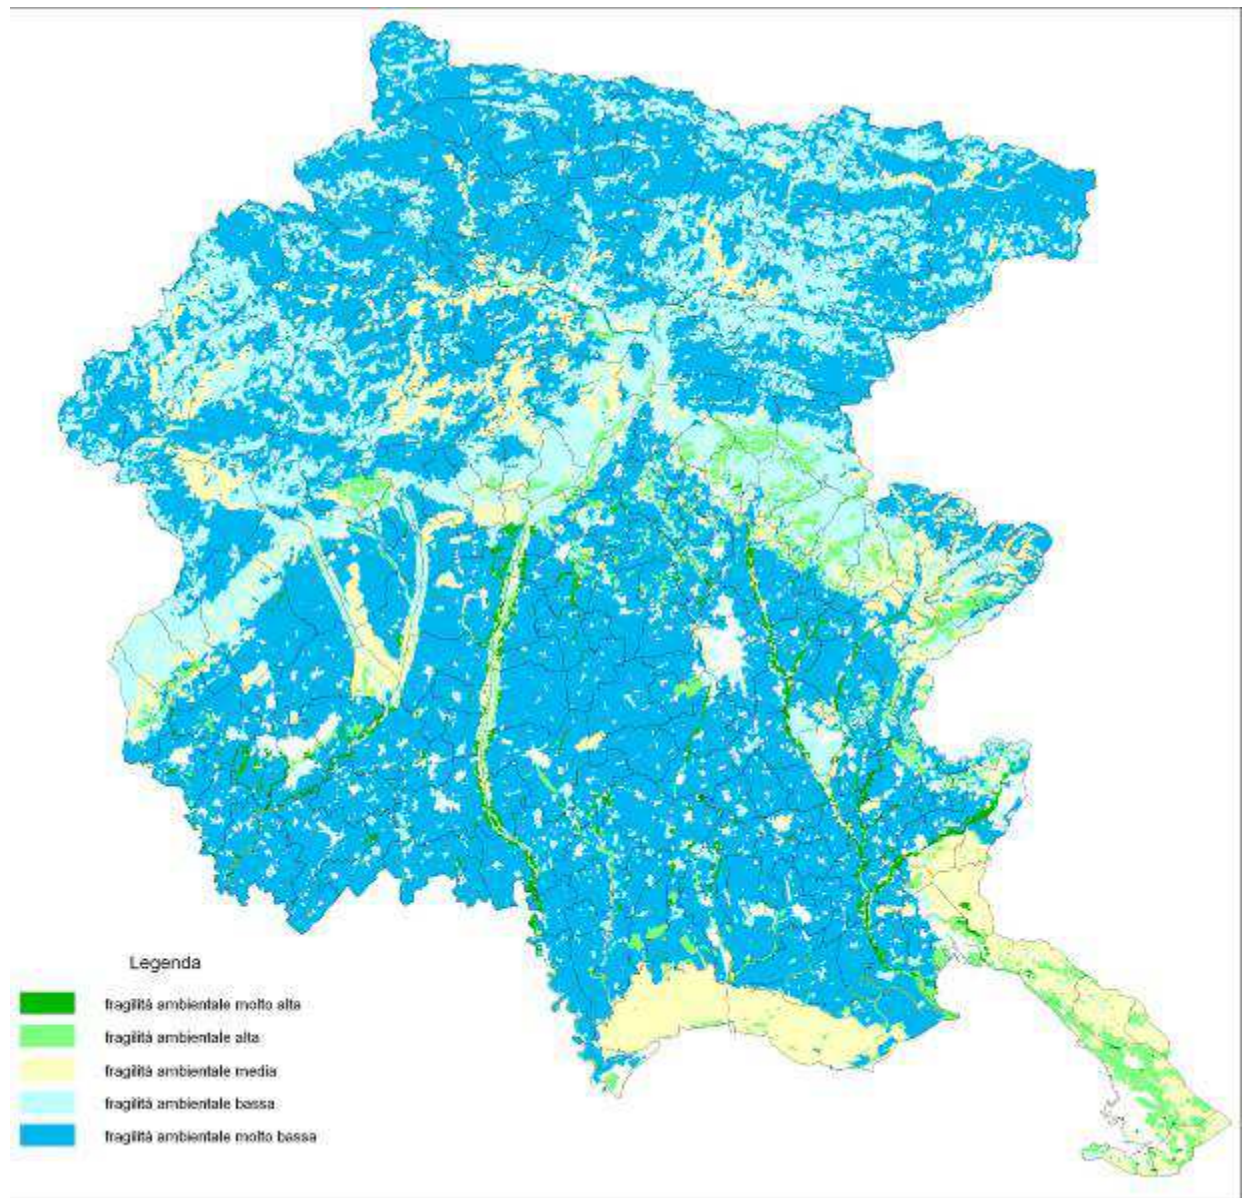 Legenda
fragilità ambientale molto alta
fragilità ambientale alta
fragilità ambientale media
fragilità ambientale bassa
fragilità ambientale molto bassa